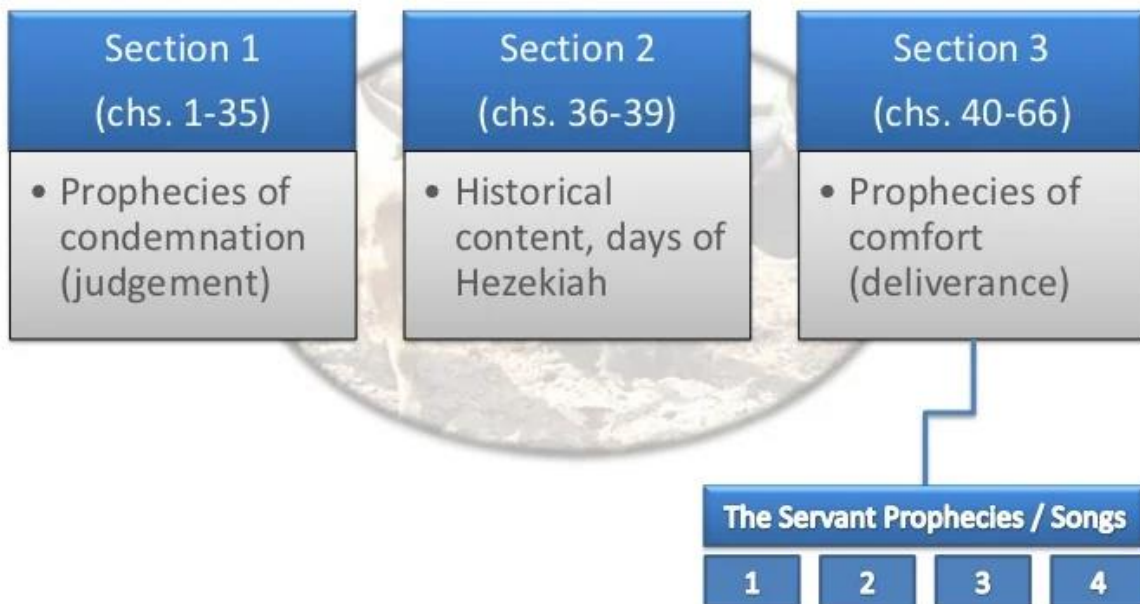 Section 1
(chs. 1-35)
• Prophecies of
condemnation
(judgement)
Section 2
(chs. 36-39)
• Historical
content, days of
Hezekiah
Section 3
(chs. 40-66)
• Prophecies of
comfort
(deliverance)
The Servant Prophecies / Songs
1 2 3 4